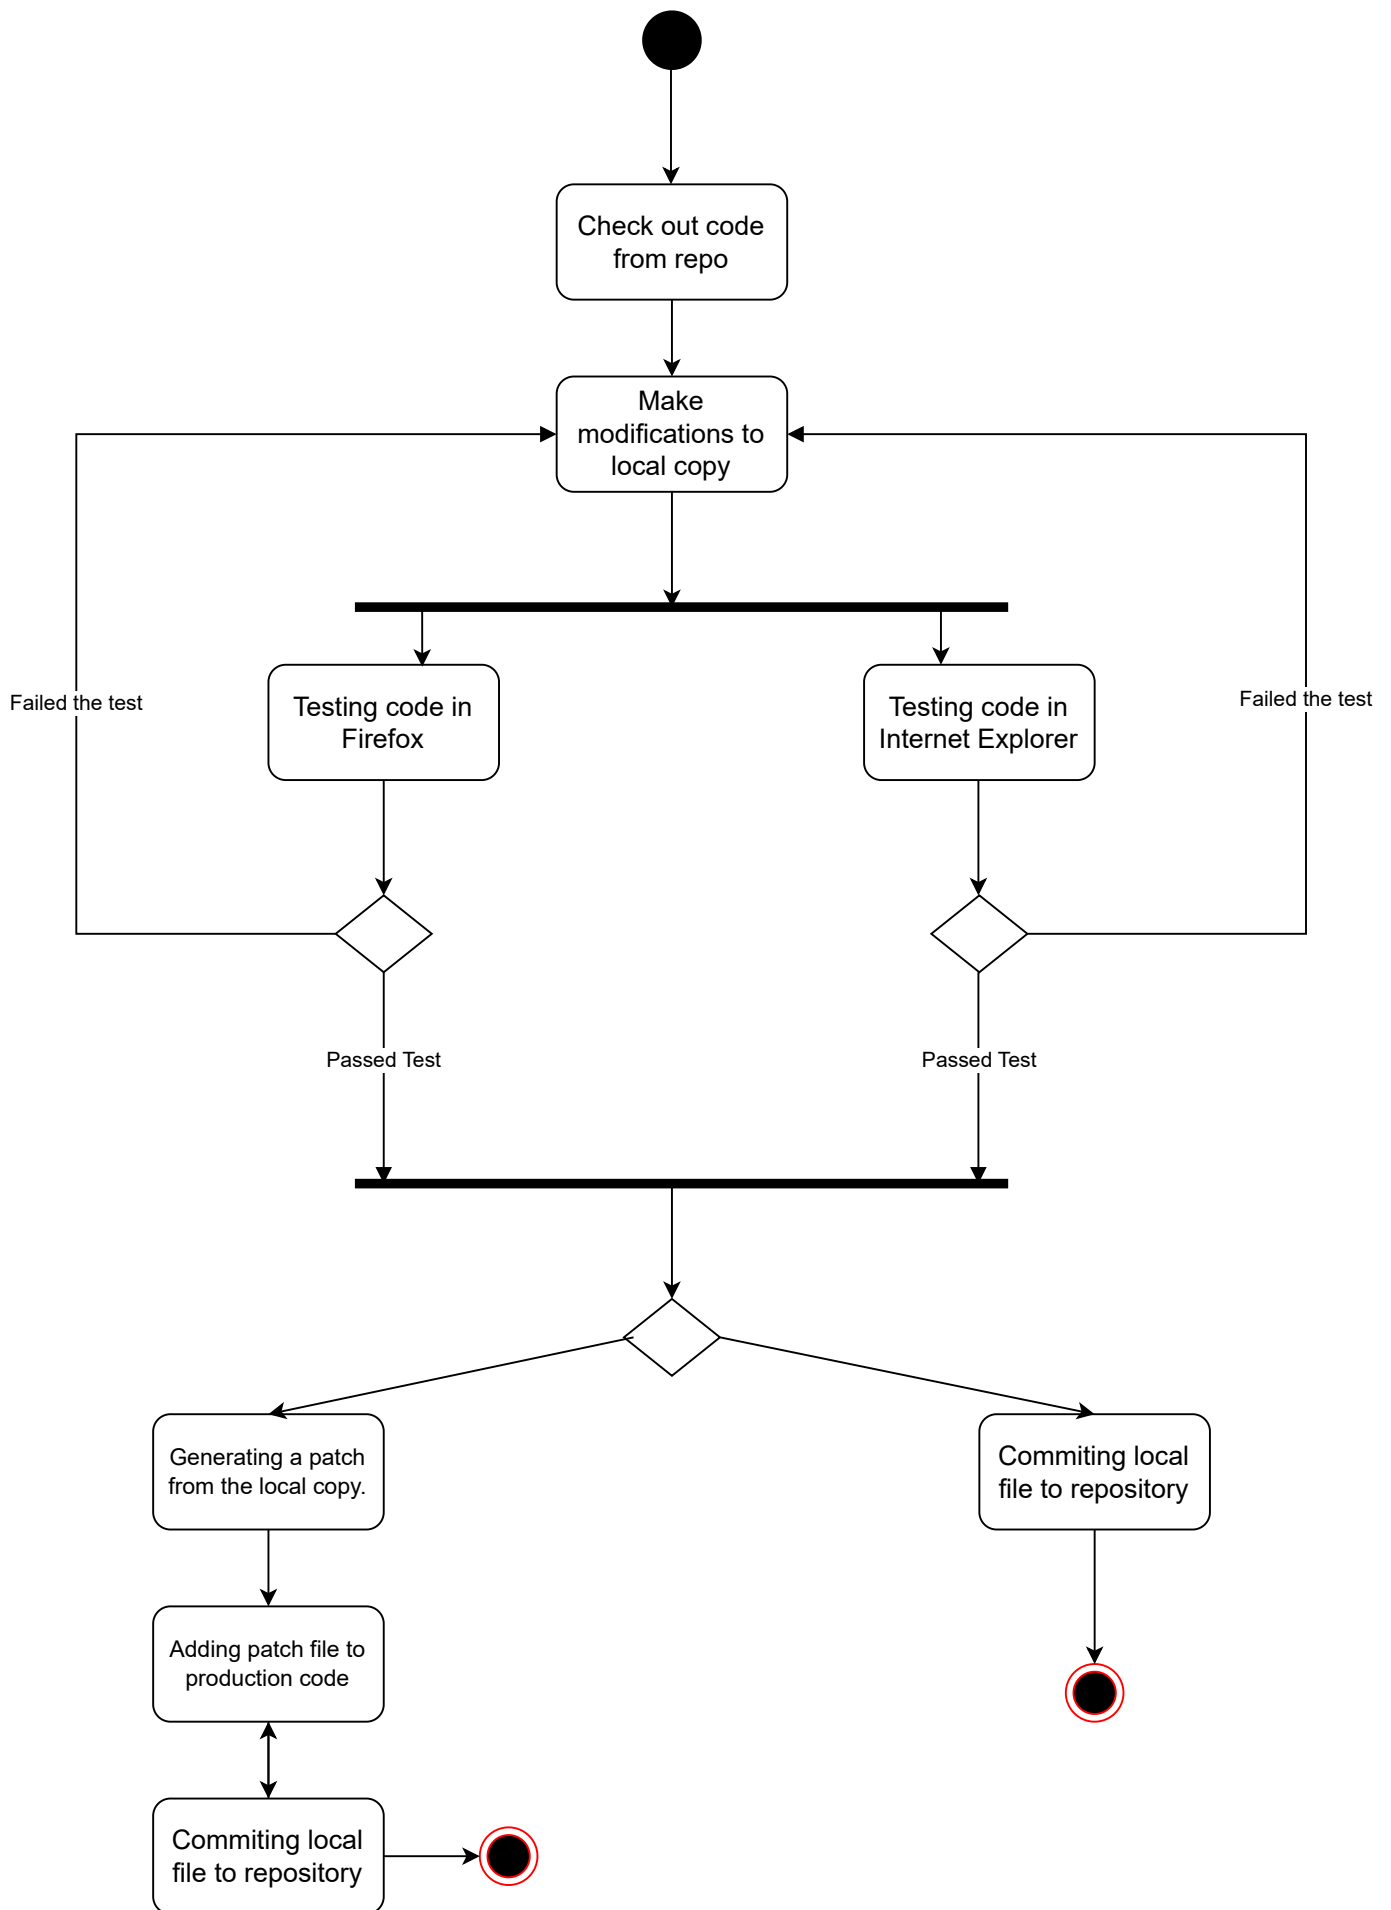 Check out code
from repo
Make
modifications to
local copy
Testing code in
Firefox
Testing code in
Internet Explorer
Failed the test
Failed the test
Passed Test
Passed Test
Generating a patch
from the local copy.
Commiting local
file to repository
Adding patch file to
production code
Commiting local
file to repository